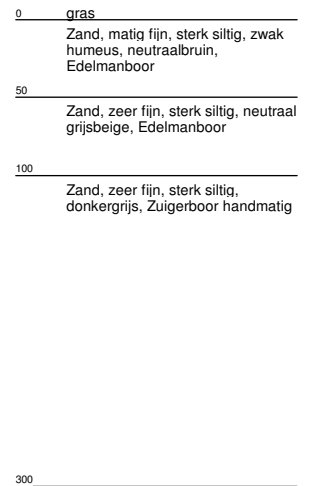 0 gras
Zand, matig fijn, sterk siltig, zwak
humeus, neutraalbruin,
Edelmanboor
50
Zand, zeer fijn, sterk siltig, neutraal
grijsbeige, Edelmanboor
100
Zand, zeer fijn, sterk siltig,
donkergrijs, Zuigerboor handmatig
300